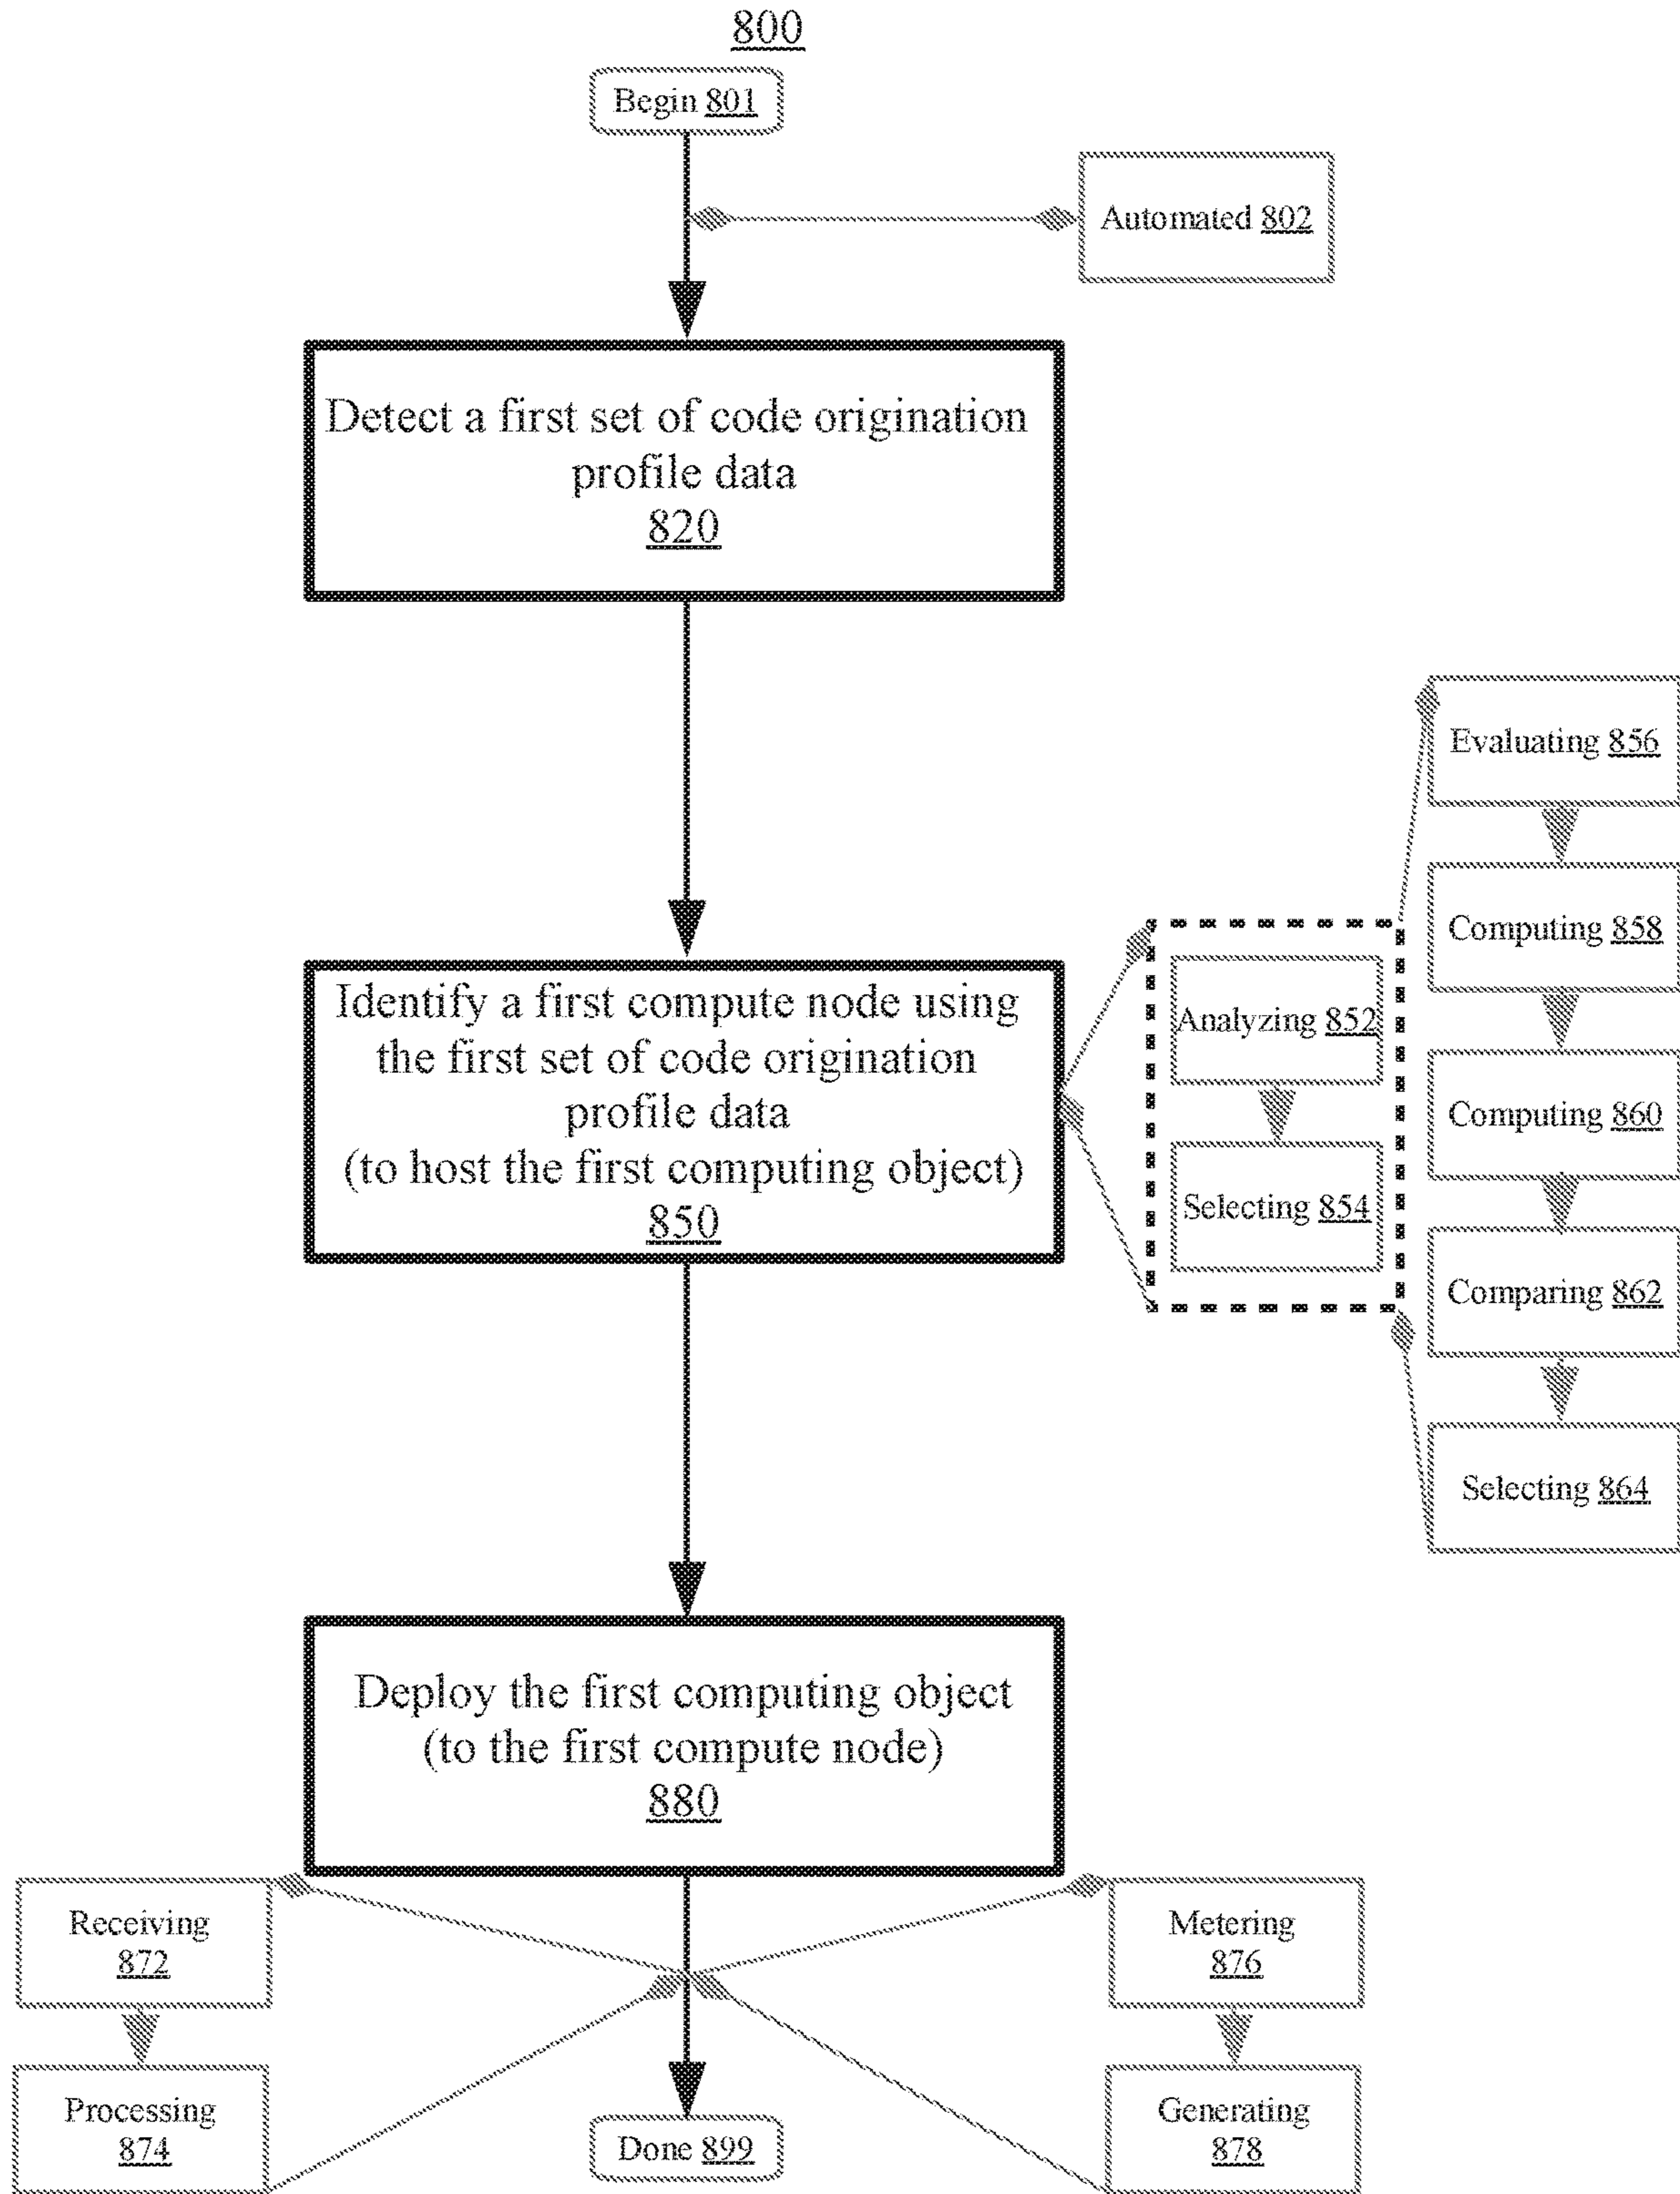 800
Begin 801
Automated 802
Detect a first set of code origination
profile data
820
Identify a first compute node using
the first set of code origination
profile data
(to host the first computing object)
850
Analyzing 852
Selecting 854
Evaluating 856
Computing 858
Computing 860
Comparing 862
Selecting 864
Deploy the first computing object
(to the first compute node)
880
Receiving
872
Processing
874
Metering
876
Generating
878
Done 899